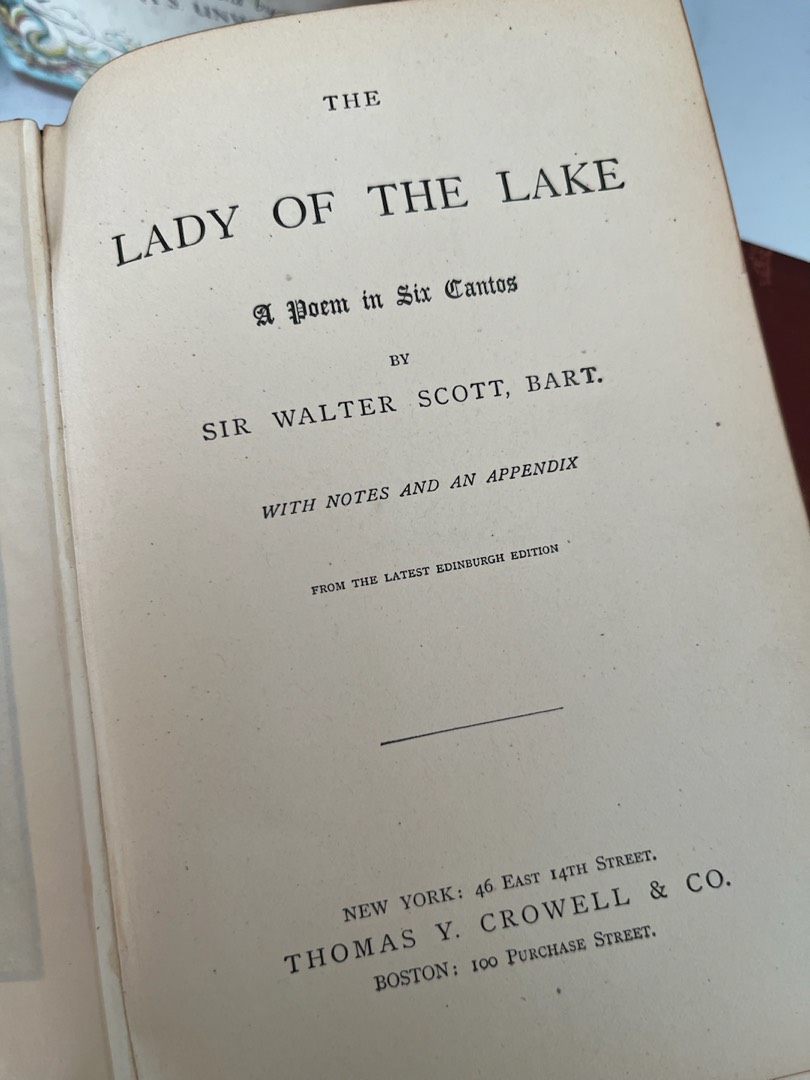 THE
LADY OF THE LAKE
A Poem in Six Cantos
BY
SIR WALTER SCOTT, BART.
WITH NOTES AND AN APPENDIX
FROM THE LATEST EDINBURGH EDITION
NEW YORK: 46 EAST 14TH STREET.
THOMAS Y. CROWELL & CO.
BOSTON: 100 PURCHASE STREET.